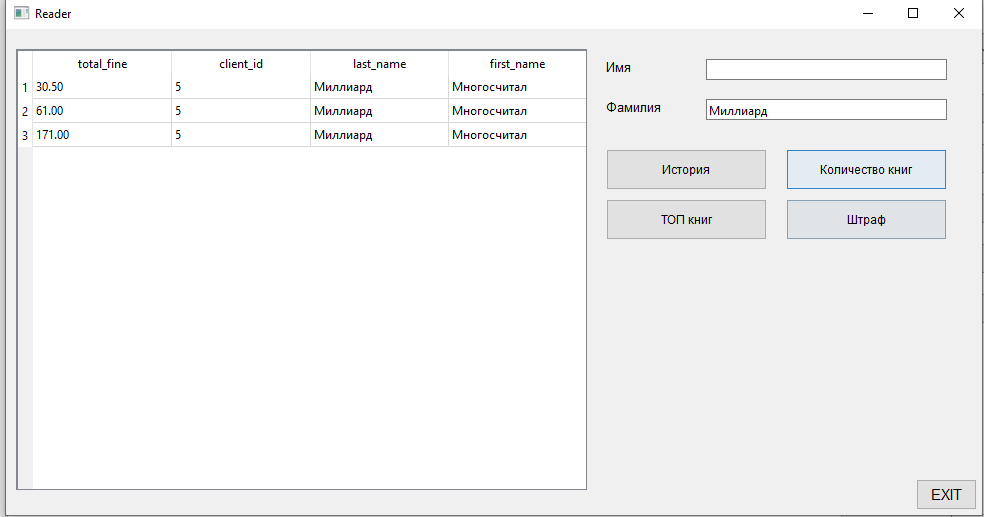 Reader
total_fine client_id last_name first_name
1 30.50 5 Миллиард Многосчитал
2 61.00 5 Миллиард Многосчитал
3 171.00 5 Миллиард Многосчитал
Имя
Фамилия Миллиард
История Количество книг
ТОП книг Штраф
EXIT